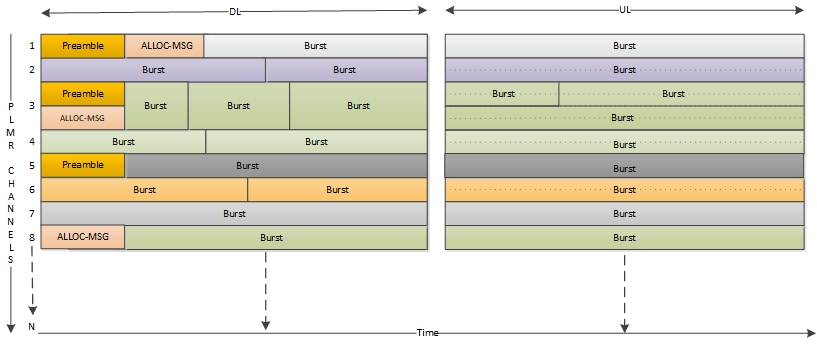 DL UL
1 Preamble ALLOC-MSG Burst Burst
2 Burst Burst Burst
3 Preamble Burst Burst Burst Burst Burst
ALLOC-MSG Burst
4 Burst Burst Burst
5 Preamble Burst Burst
6 Burst Burst Burst
7 Burst Burst
8 ALLOC-MSG Burst Burst
N
PLMR CHANNELS
Time